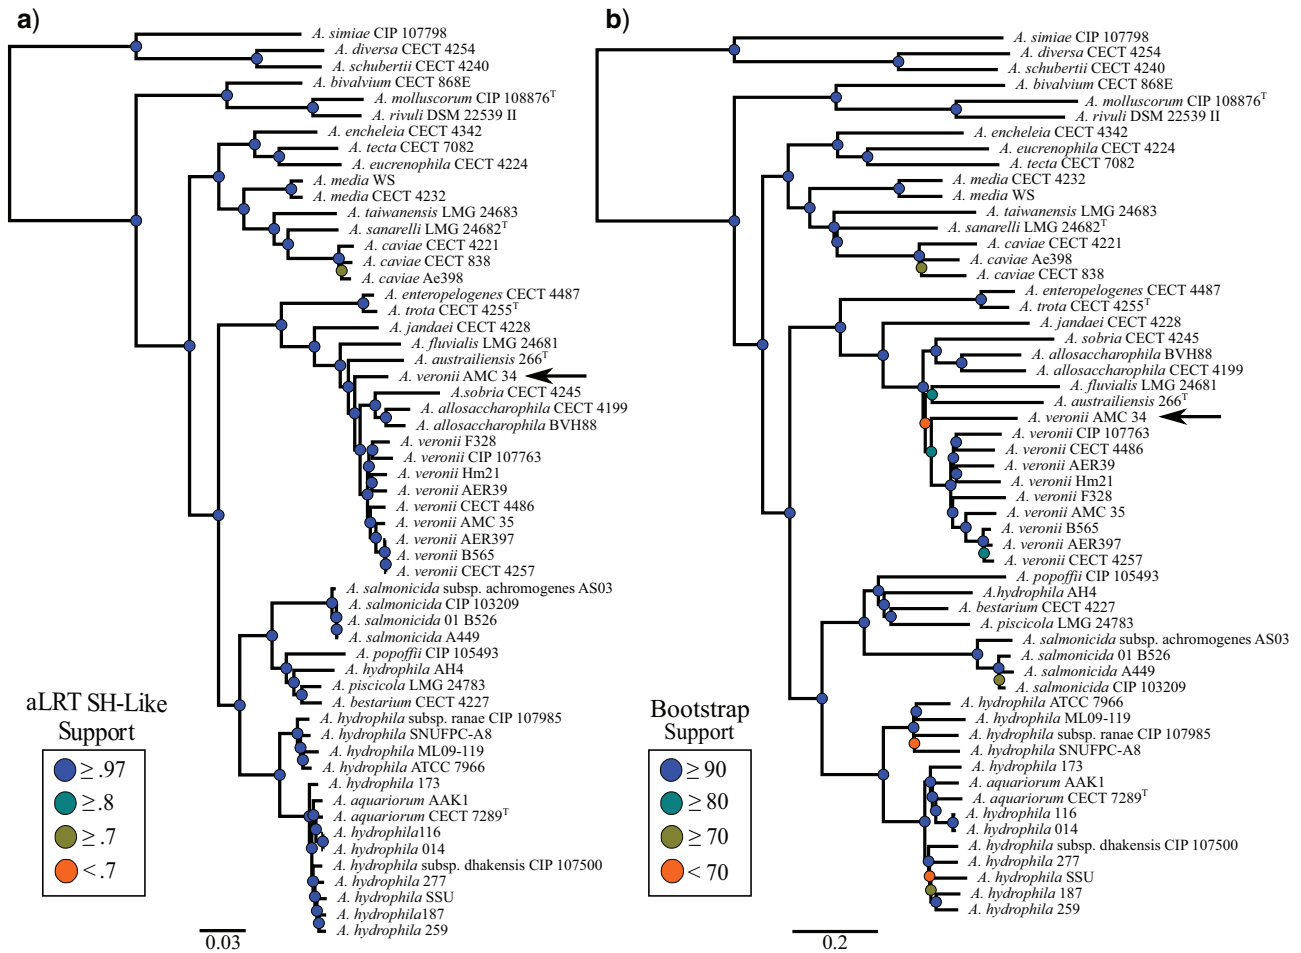 a)
A. simiae CIP 107798
A. diversa CECT 4254
A. schubertii CECT 4240
A. bivalvium CECT 868E
A. molluscorum CIP 108876T
A. rivuli DSM 22539 II
A. encheleia CECT 4342
A. tecta CECT 7082
A. eucrenophila CECT 4224
A. media WS
A. media CECT 4232
A. taiwanensis LMG 24683
A. sanarelli LMG 24682T
A. caviae CECT 4221
A. caviae CECT 838
A. caviae Ae398
A. enteropelogenes CECT 4487
A. trota CECT 4255T
A. jandaei CECT 4228
A. fluvialis LMG 24681
A. austrailiensis 266T
A. veronii AMC 34
A.sobria CECT 4245
A. allosaccharophila CECT 4199
A. allosaccharophila BVH88
A. veronii F328
A. veronii CIP 107763
A. veronii Hm21
A. veronii AER39
A. veronii CECT 4486
A. veronii AMC 35
A. veronii AER397
A. veronii B565
A. veronii CECT 4257
A. salmonicida subsp. achromogenes AS03
A. salmonicida CIP 103209
A. salmonicida 01 B526
A. salmonicida A449
A. popoffii CIP 105493
A. hydrophila AH4
A. piscicola LMG 24783
A. bestarium CECT 4227
A. hydrophila subsp. ranae CIP 107985
A. hydrophila SNUFPC-A8
A. hydrophila ML09-119
A. hydrophila ATCC 7966
A. hydrophila 173
A. aquariorum AAK1
A. aquariorum CECT 7289T
A. hydrophila116
A. hydrophila 014
A. hydrophila subsp. dhakensis CIP 107500
A. hydrophila 277
A. hydrophila SSU
A. hydrophila187
A. hydrophila 259
aLRT SH-Like
Support
≥ .97
≥ .8
≥ .7
< .7
0.03
b)
A. simiae CIP 107798
A. diversa CECT 4254
A. schubertii CECT 4240
A. bivalvium CECT 868E
A. molluscorum CIP 108876T
A. rivuli DSM 22539 II
A. encheleia CECT 4342
A. eucrenophila CECT 4224
A. tecta CECT 7082
A. media CECT 4232
A. media WS
A. taiwanensis LMG 24683
A. sanarelli LMG 24682T
A. caviae CECT 4221
A. caviae Ae398
A. caviae CECT 838
A. enteropelogenes CECT 4487
A. trota CECT 4255T
A. jandaei CECT 4228
A. sobria CECT 4245
A. allosaccharophila BVH88
A. allosaccharophila CECT 4199
A. fluvialis LMG 24681
A. austrailiensis 266T
A. veronii AMC 34
A. veronii CIP 107763
A. veronii CECT 4486
A. veronii AER39
A. veronii Hm21
A. veronii F328
A. veronii AMC 35
A. veronii B565
A. veronii AER397
A. veronii CECT 4257
A. popoffii CIP 105493
A.hydrophila AH4
A. bestarium CECT 4227
A. piscicola LMG 24783
A. salmonicida subsp. achromogenes AS03
A. salmonicida 01 B526
A. salmonicida A449
A. salmonicida CIP 103209
A. hydrophila ATCC 7966
A. hydrophila ML09-119
A. hydrophila subsp. ranae CIP 107985
A. hydrophila SNUFPC-A8
A. hydrophila 173
A. aquariorum AAK1
A. aquariorum CECT 7289T
A. hydrophila 116
A. hydrophila 014
A. hydrophila subsp. dhakensis CIP 107500
A. hydrophila 277
A. hydrophila SSU
A. hydrophila 187
A. hydrophila 259
Bootstrap
Support
≥ 90
≥ 80
≥ 70
< 70
0.2